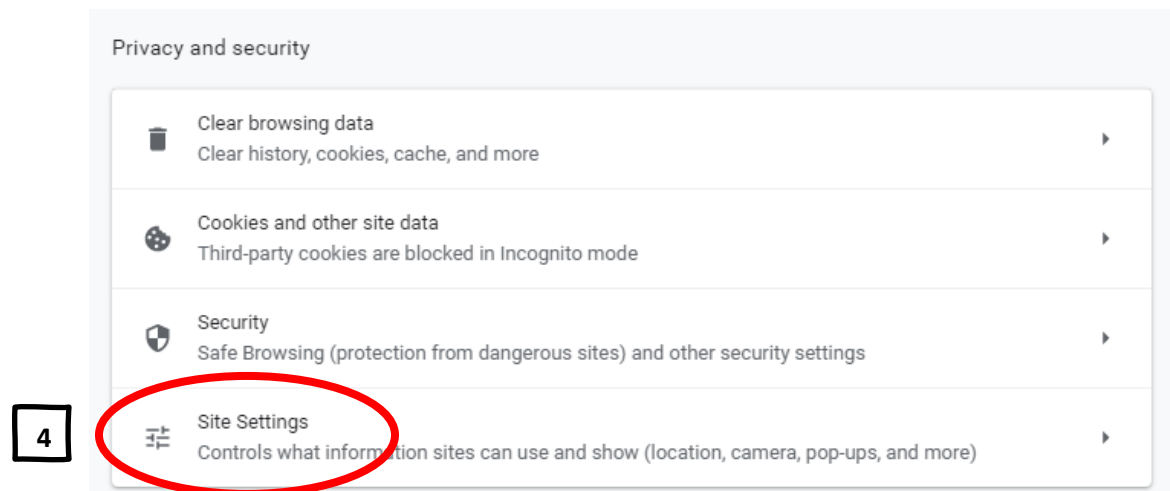 Privacy and security
Clear browsing data
Clear history, cookies, cache, and more
Cookies and other site data
Third-party cookies are blocked in Incognito mode
Security
Safe Browsing (protection from dangerous sites) and other security settings
4
Site Settings
Controls what information sites can use and show (location, camera, pop-ups, and more)